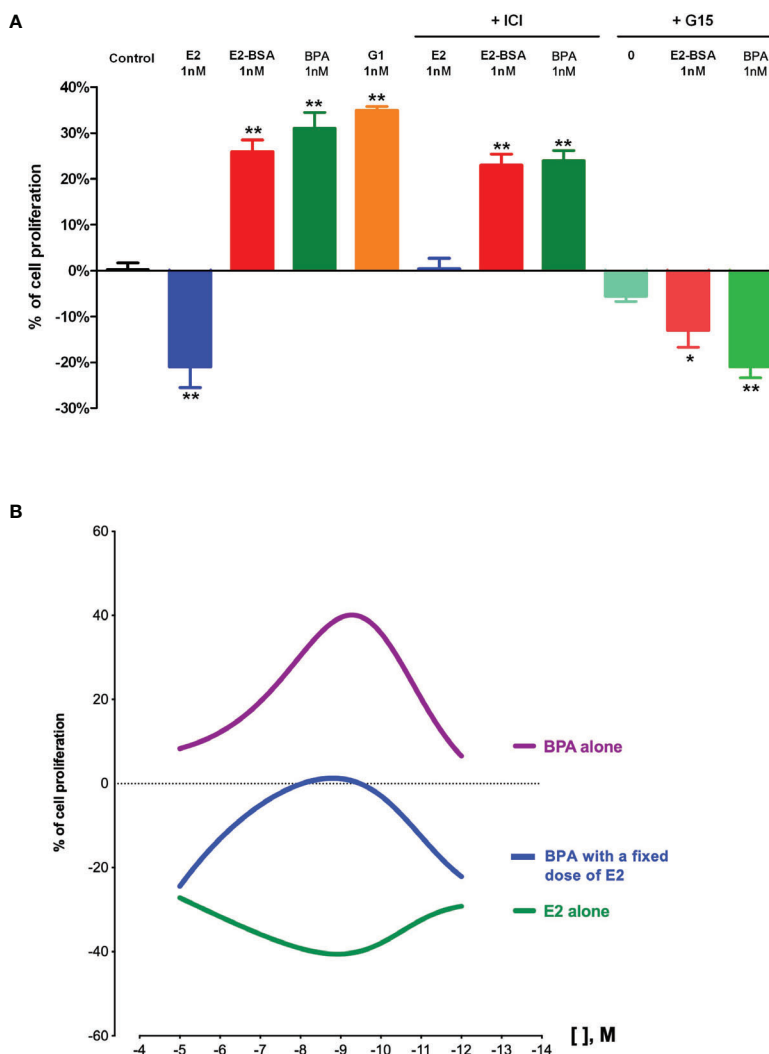 A
+ ICI
+ G15
Control
E2
1nM
E2-BSA
1nM
BPA
1nM
G1
1nM
E2
1nM
E2-BSA
1nM
BPA
1nM
0
E2-BSA
1nM
BPA
1nM
40%
30%
20%
10%
0%
-10%
-20%
-30%
% of cell proliferation
**
**
**
**
**
**
*
**
B
60
40
20
0
-20
-40
-60
% of cell proliferation
BPA alone
BPA with a fixed
dose of E2
E2 alone
-4 -5 -6 -7 -8 -9 -10 -11 -12 -13 -14
[ ], M